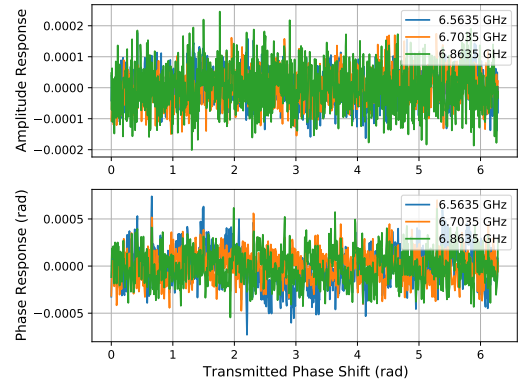 Amplitude Response
0.0002
0.0001
0.0000
−0.0001
−0.0002
6.5635 GHz
6.7035 GHz
6.8635 GHz
0 1 2 3 4 5 6
Phase Response (rad)
0.0005
0.0000
−0.0005
6.5635 GHz
6.7035 GHz
6.8635 GHz
0 1 2 3 4 5 6
Transmitted Phase Shift (rad)